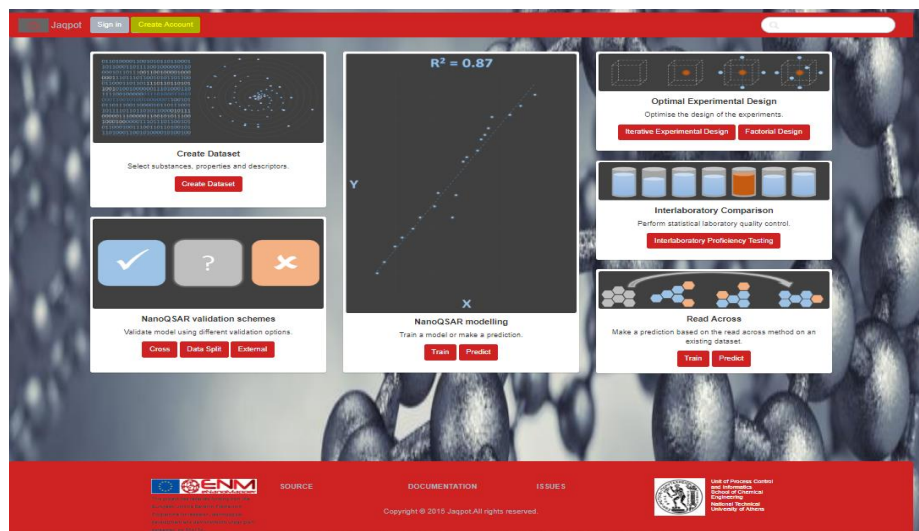 Jaqpot
Sign in
Create Account
Create Dataset
Select substances, properties and descriptors.
Create Dataset
NanoQSAR validation schemes
Validate model using different validation options.
Cross
Data Split
External
R² = 0.87
Y
X
NanoQSAR modelling
Train a model or make a prediction.
Train
Predict
Optimal Experimental Design
Optimise the design of the experiments.
Iterative Experimental Design
Factorial Design
Interlaboratory Comparison
Perform statistical laboratory quality control.
Interlaboratory Proficiency Testing
Read Across
Make a prediction based on the read across method on an
existing dataset.
Train
Predict
ENM
eNanoMapper
SOURCE
DOCUMENTATION
ISSUES
Copyright © 2015 Jaqpot.All rights reserved.
Unit of Process Control
and Informatics
School of Chemical
Engineering
National Technical
University of Athens